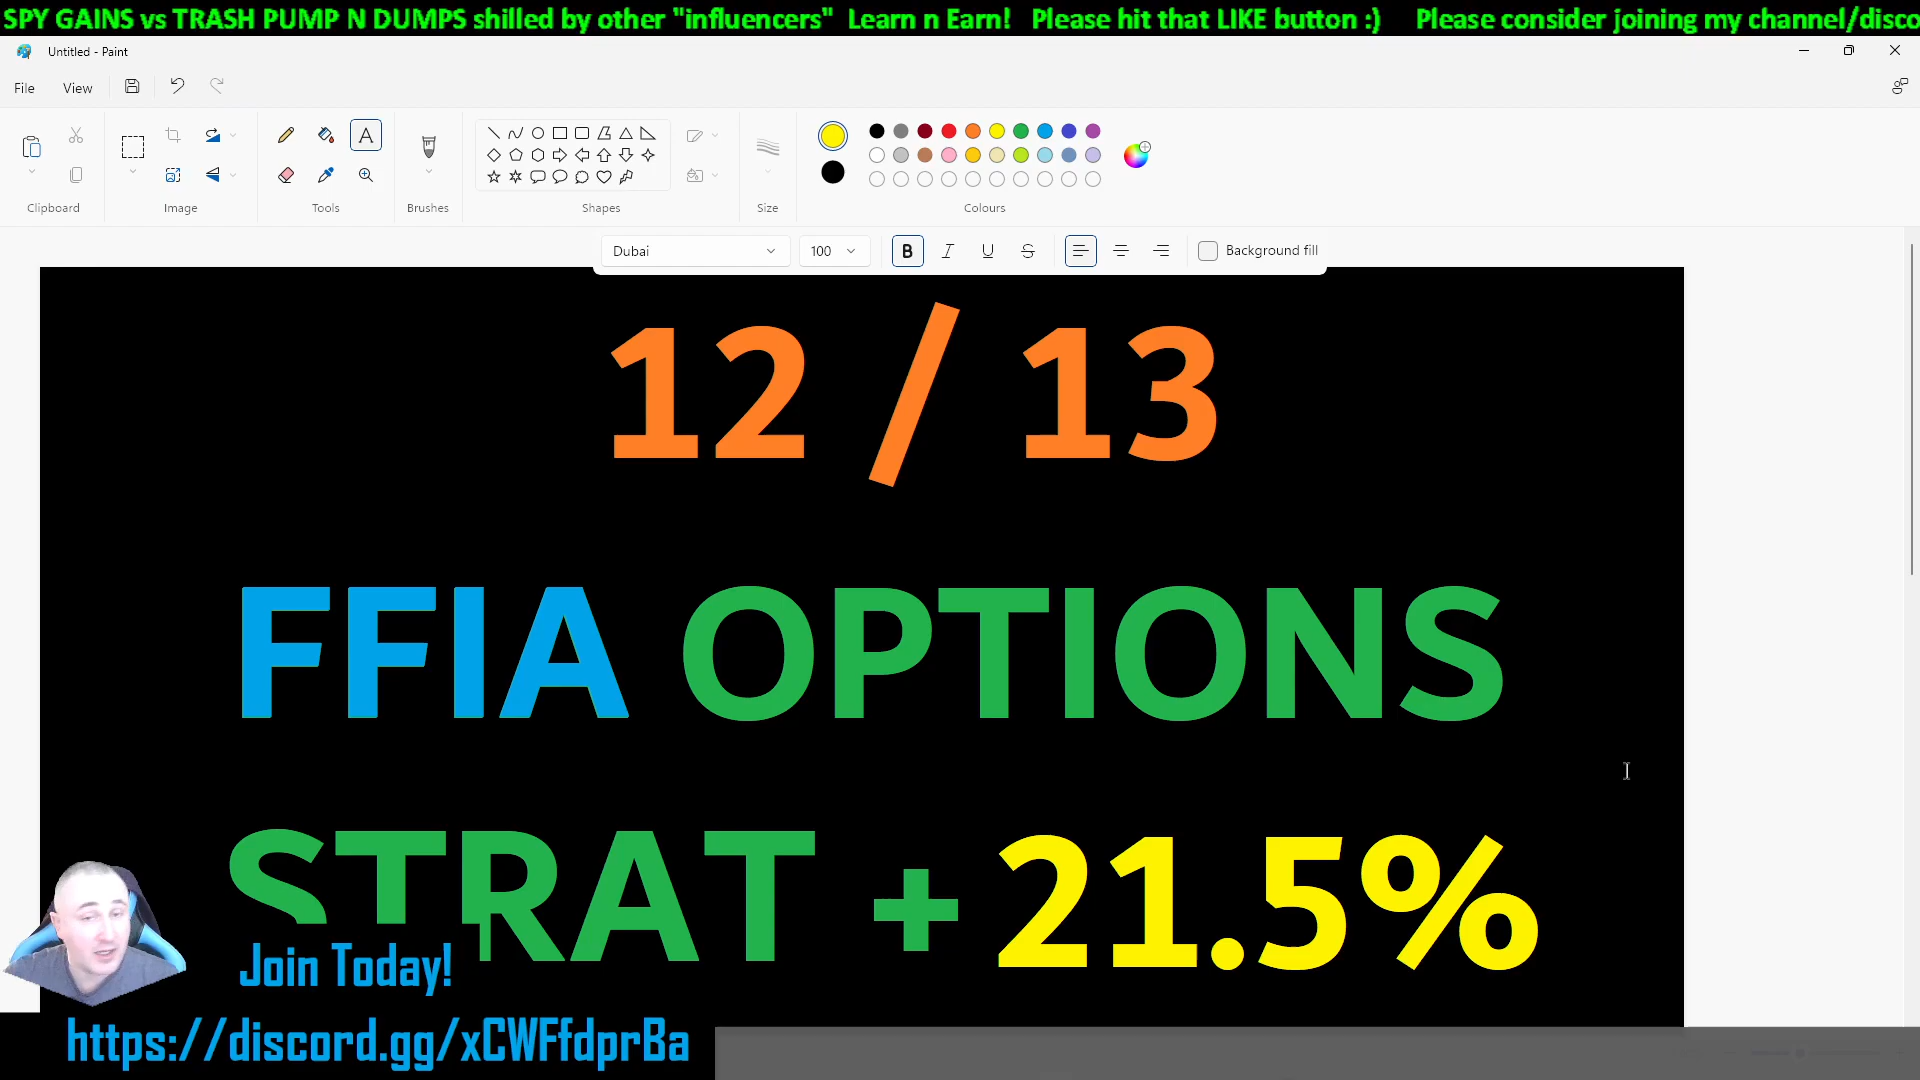 SPY GAINS vs TRASH PUMP N DUMPS shilled by other "influencers" Learn n Earn! Please hit that LIKE button :) Please consider joining my channel/disco
Untitled - Paint
File View
Clipboard Image Tools Brushes Shapes Size Colours
Dubai 100 B I U S Background fill
12 / 13
FFIA OPTIONS
STRAT + 21.5%
Join Today!
https://discord.gg/xCWFfdprBa